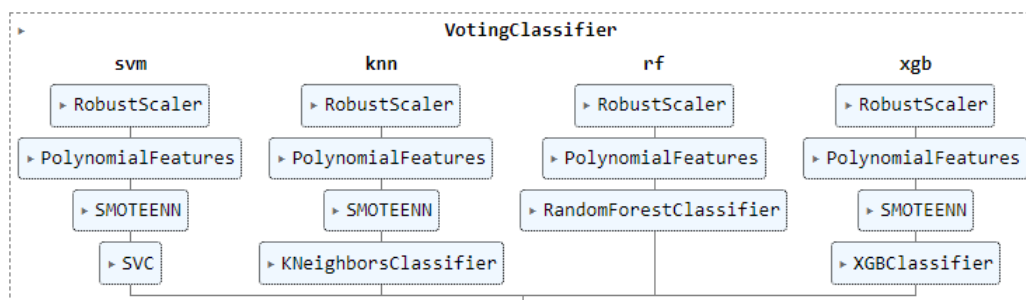 VotingClassifier
svm knn rf xgb
RobustScaler RobustScaler RobustScaler RobustScaler
PolynomialFeatures PolynomialFeatures PolynomialFeatures PolynomialFeatures
SMOTEENN SMOTEENN RandomForestClassifier SMOTEENN
SVC KNeighborsClassifier XGBClassifier